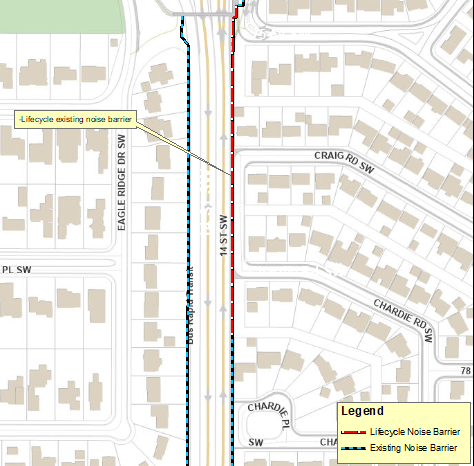 -Lifecycle existing noise barrier
EAGLE RIDGE DR SW
CRAIG RD SW
14 ST SW
PL SW
Bus Rapid Transit
CHARDIE RD SW
78
CHARDIE PL
SW
CHA
Legend
Lifecycle Noise Barrier
Existing Noise Barrier